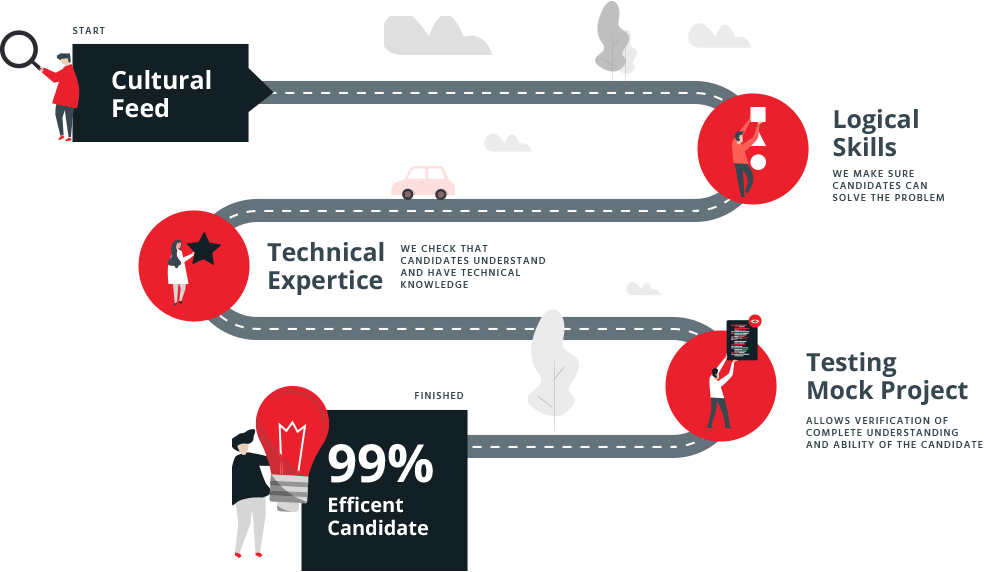 START
Cultural
Feed
Logical
Skills
WE MAKE SURE
CANDIDATES CAN
SOLVE THE PROBLEM
Technical
Expertice
WE CHECK THAT
CANDIDATES UNDERSTAND
AND HAVE TECHNICAL
KNOWLEDGE
Testing
Mock Project
ALLOWS VERIFICATION OF
COMPLETE UNDERSTANDING
AND ABILITY OF THE CANDIDATE
FINISHED
99%
Efficent
Candidate